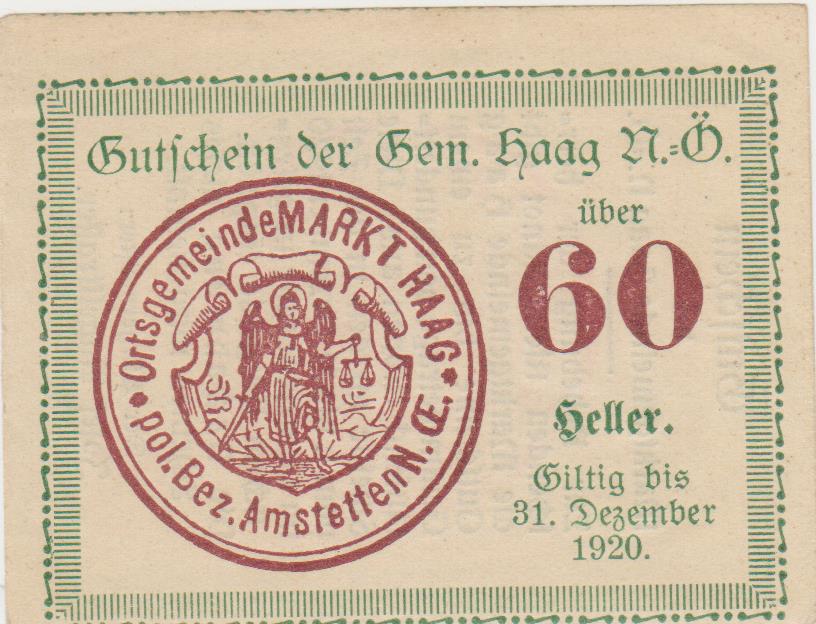 Gutschein der Gem. Haag N.=Ö.
Ortsgemeinde MARKT HAAG
pol. Bez. Amstetten N. Œ.
über
60
Heller.
Giltig bis
31. Dezember
1920.